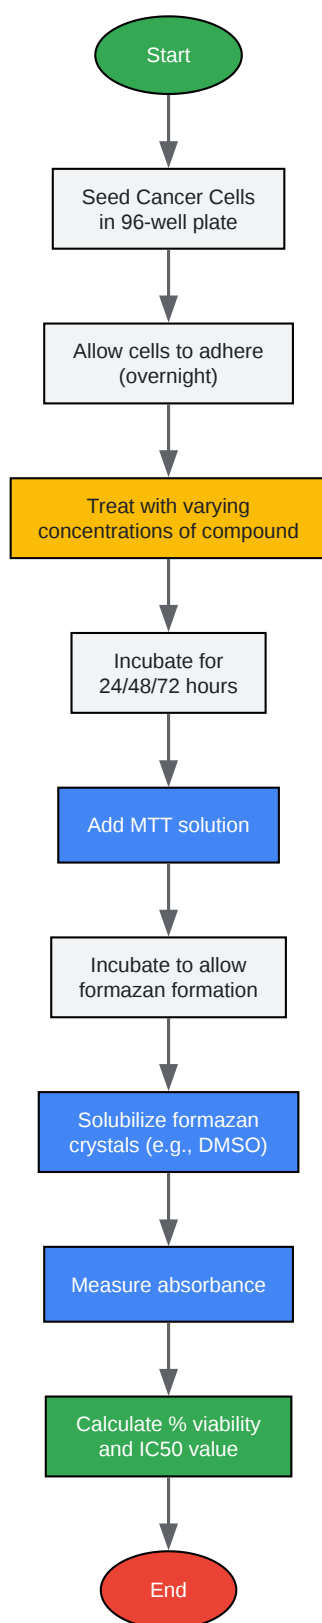 Start
Seed Cancer Cells
in 96-well plate
Allow cells to adhere
(overnight)
Treat with varying
concentrations of compound
Incubate for
24/48/72 hours
Add MTT solution
Incubate to allow
formazan formation
Solubilize formazan
crystals (e.g., DMSO)
Measure absorbance
Calculate % viability
and IC50 value
End